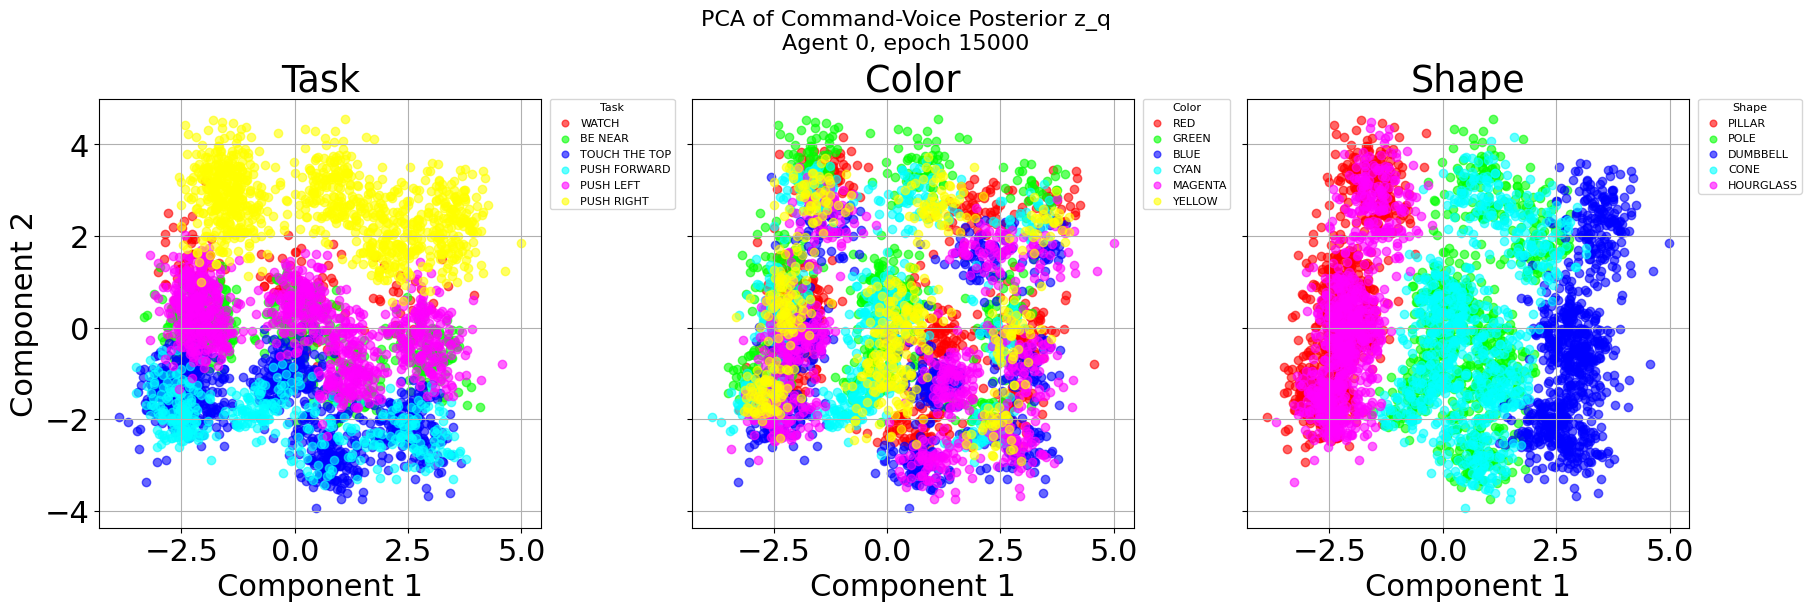 PCA of Command-Voice Posterior z_q
Agent 0, epoch 15000
Task
Color
Shape
Task
WATCH
BE NEAR
TOUCH THE TOP
PUSH FORWARD
PUSH LEFT
PUSH RIGHT
Color
RED
GREEN
BLUE
CYAN
MAGENTA
YELLOW
Shape
PILLAR
POLE
DUMBBELL
CONE
HOURGLASS
Component 2
4
2
0
−2
−4
−2.5 0.0 2.5 5.0
−2.5 0.0 2.5 5.0
−2.5 0.0 2.5 5.0
Component 1
Component 1
Component 1